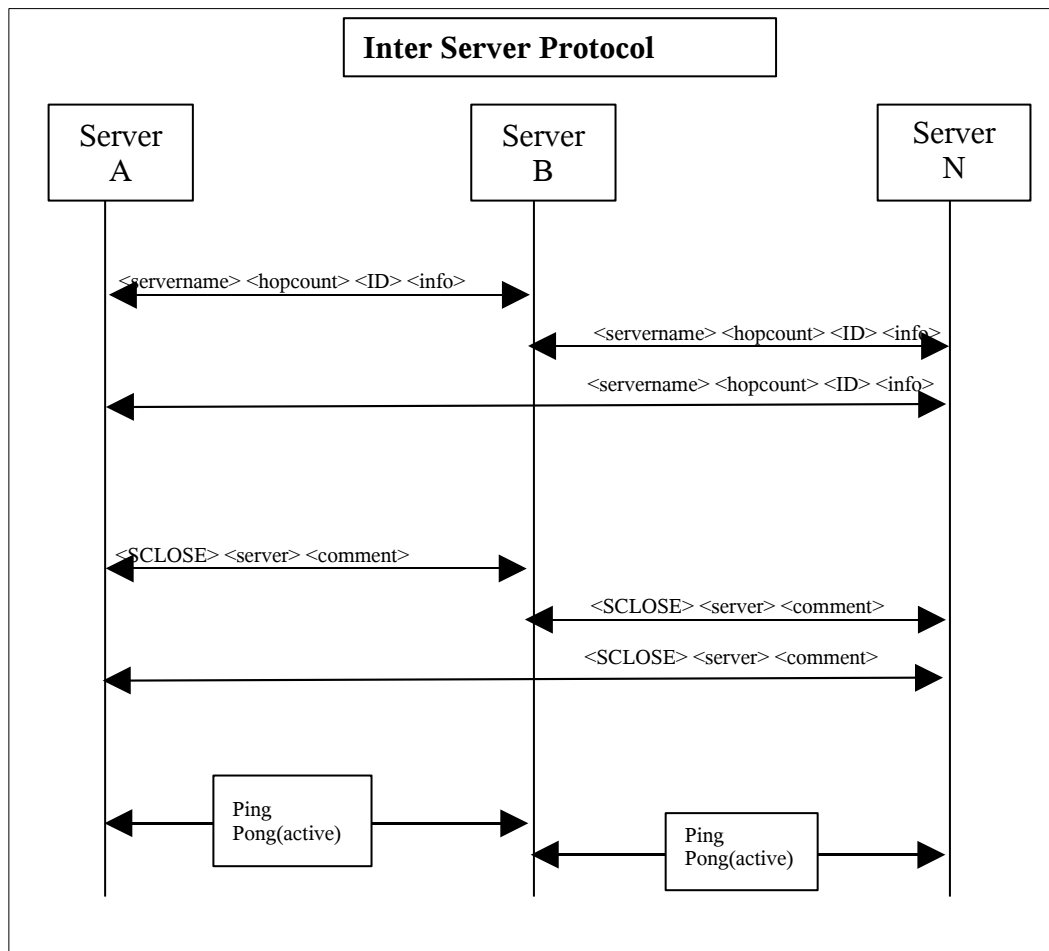 Inter Server Protocol
Server
A
Server
B
Server
N
<servername> <hopcount> <ID> <info>
<servername> <hopcount> <ID> <info>
<servername> <hopcount> <ID> <info>
<SCLOSE> <server> <comment>
<SCLOSE> <server> <comment>
<SCLOSE> <server> <comment>
Ping
Pong(active)
Ping
Pong(active)